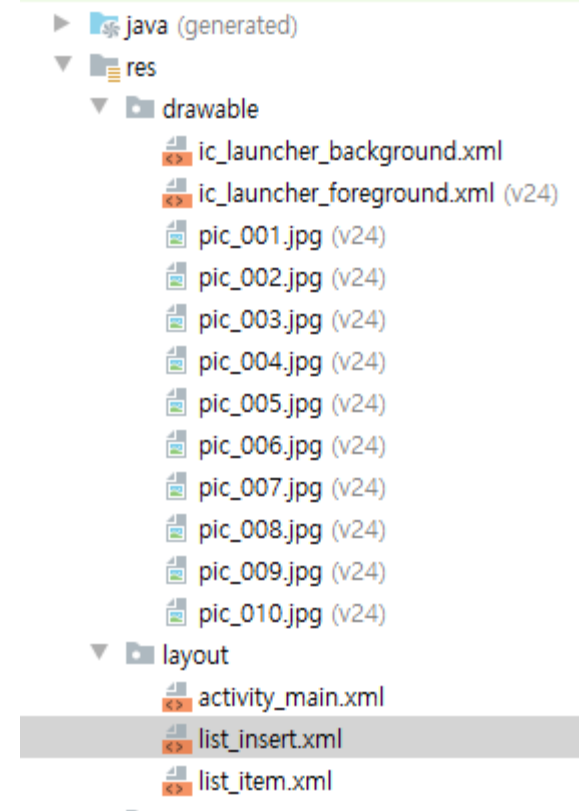 java (generated)
res
drawable
ic_launcher_background.xml
ic_launcher_foreground.xml (v24)
pic_001.jpg (v24)
pic_002.jpg (v24)
pic_003.jpg (v24)
pic_004.jpg (v24)
pic_005.jpg (v24)
pic_006.jpg (v24)
pic_007.jpg (v24)
pic_008.jpg (v24)
pic_009.jpg (v24)
pic_010.jpg (v24)
layout
activity_main.xml
list_insert.xml
list_item.xml